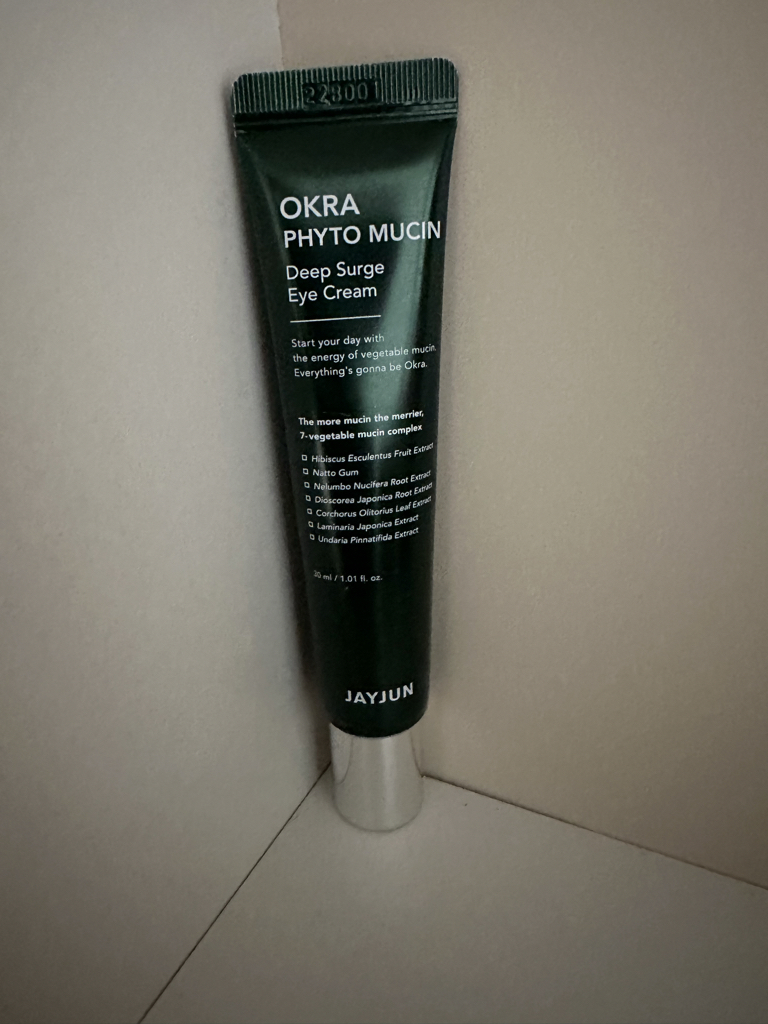 223001
OKRA
PHYTO MUCIN
Deep Surge
Eye Cream
Start your day with
the energy of vegetable mucin.
Everything's gonna be Okra.
The more mucin the merrier,
7-vegetable mucin complex
□ Hibiscus Esculentus Fruit Extract
□ Natto Gum
□ Nelumbo Nucifera Root Extract
□ Dioscorea Japonica Root Extract
□ Corchorus Olitorius Leaf Extract
□ Laminaria Japonica Extract
□ Undaria Pinnatifida Extract
30 ml / 1.01 fl. oz.
JAYJUN